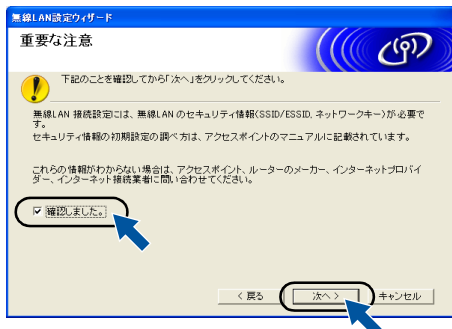 無線LAN設定ウィザード
重要な注意
下記のことを確認してから「次へ」をクリックしてください。
無線LAN 接続設定には、無線LAN のセキュリティ情報(SSID/ESSID、ネットワークキー)が必要で
す。
セキュリティ情報の初期設定の調べ方は、アクセスポイントのマニュアルに記載されています。
これらの情報がわからない場合は、アクセスポイント、ルーターのメーカー、インターネットプロバイ
ダー、インターネット接続業者に問い合わせてください。
確認しました。
< 戻る 次へ > キャンセル